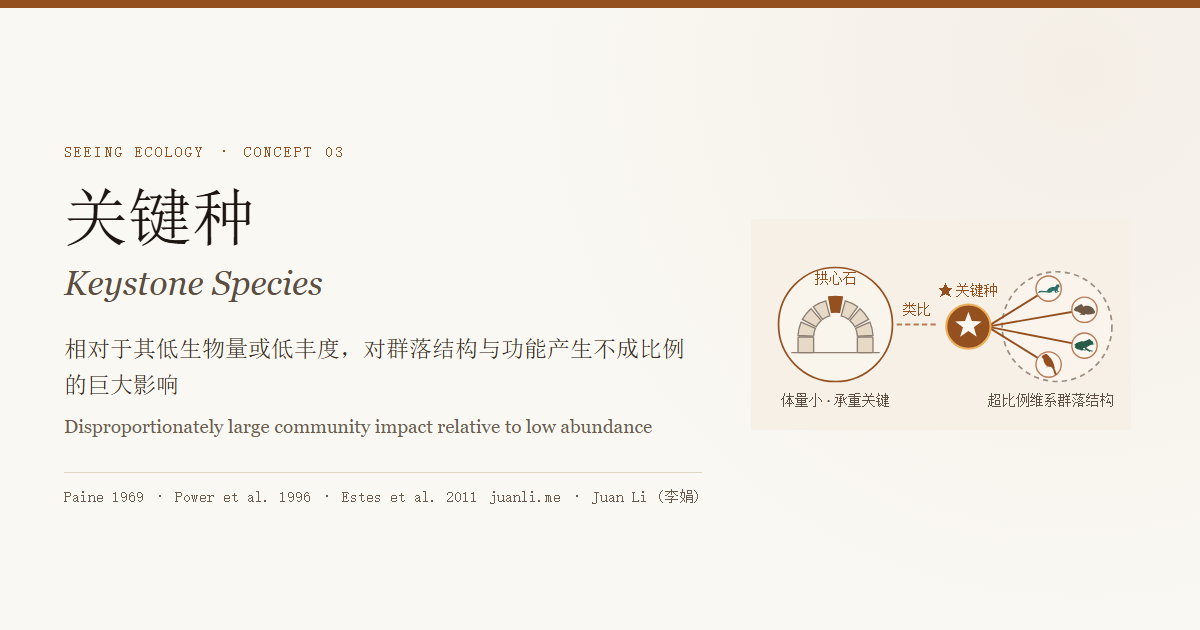 SEEING ECOLOGY · CONCEPT 03
关键种
Keystone Species
相对于其低生物量或低丰度，对群落结构与功能产生不成比例
的巨大影响
Disproportionately large community impact relative to low abundance
Paine 1969 · Power et al. 1996 · Estes et al. 2011 juanli.me · Juan Li (李娟)
拱心石
类比
★关键种
体量小·承重关键
超比例维系群落结构